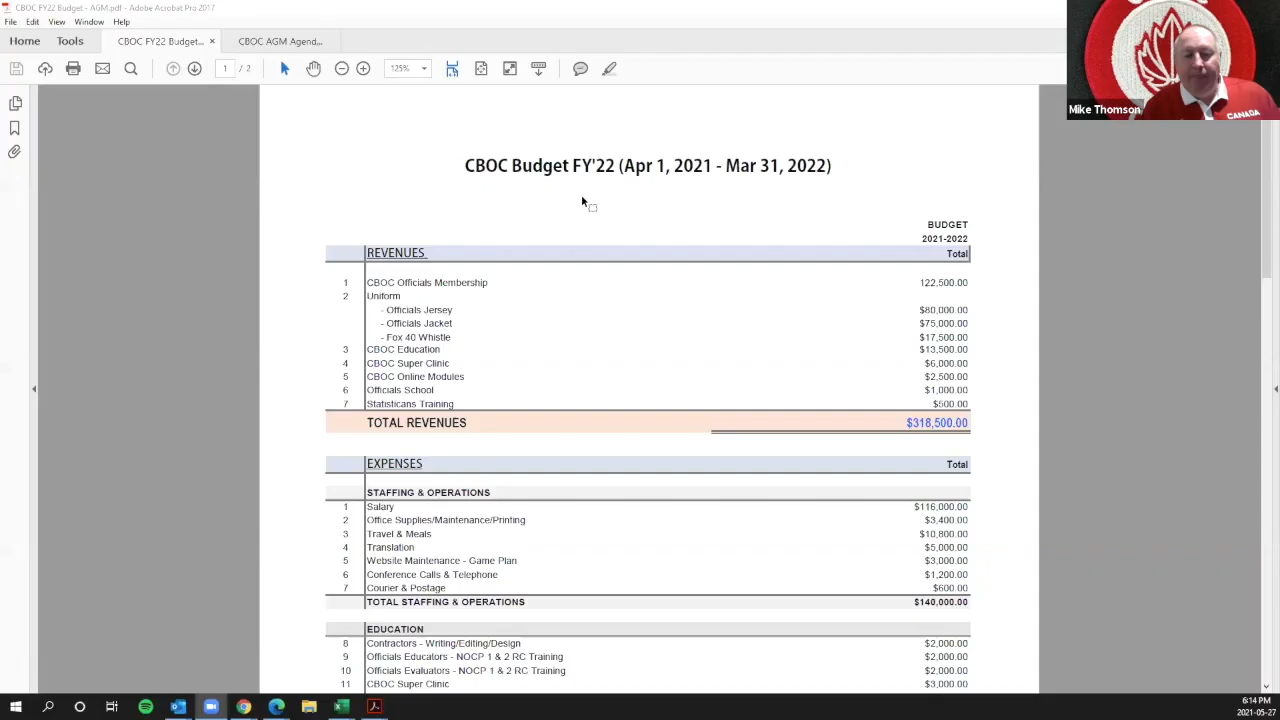 CBOC FY22 Budget - AGM.pdf - Adobe Acrobat Pro 2017
File Edit View Window Help
Home Tools CBOC FY22 Budget... × CBOC AGM Agend...
1 / 2 125%
Mike Thomson
CANADA
CBOC Budget FY'22 (Apr 1, 2021 - Mar 31, 2022)
BUDGET
2021-2022
REVENUES Total
1 CBOC Officials Membership 122,500.00
2 Uniform
- Officials Jersey $80,000.00
- Officials Jacket $75,000.00
- Fox 40 Whistle $17,500.00
3 CBOC Education $13,500.00
4 CBOC Super Clinic $6,000.00
5 CBOC Online Modules $2,500.00
6 Officials School $1,000.00
7 Statisticans Training $500.00
TOTAL REVENUES $318,500.00
EXPENSES Total
STAFFING & OPERATIONS
1 Salary $116,000.00
2 Office Supplies/Maintenance/Printing $3,400.00
3 Travel & Meals $10,800.00
4 Translation $5,000.00
5 Website Maintenance - Game Plan $3,000.00
6 Conference Calls & Telephone $1,200.00
7 Courier & Postage $600.00
TOTAL STAFFING & OPERATIONS $140,000.00
EDUCATION
8 Contractors - Writing/Editing/Design $2,000.00
9 Officials Educators - NOCP 1 & 2 RC Training $2,000.00
10 Officials Evaluators - NOCP 1 & 2 RC Training $2,000.00
11 CBOC Super Clinic $3,000.00
6:14 PM
2021-05-27